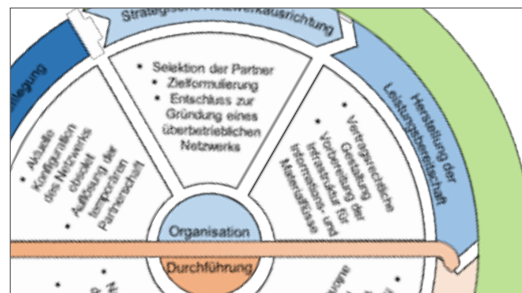 Strategische Netzwerkausrichtung
• Selektion der Partner
• Zielformulierung
• Entschluss zur
Gründung eines
überbetrieblichen
Netzwerks
Herstellung der
Leistungsbereitschaft
• Vertragsrechtliche
Gestaltung
• Vorbereitung der
Infrastruktur für
Informations- und
Materialflüsse
• Aktuelle
Konfiguration
des Netzwerks
obsolet
• Auflösung der
temporären
Partnerschaft
Organisation
Durchführung